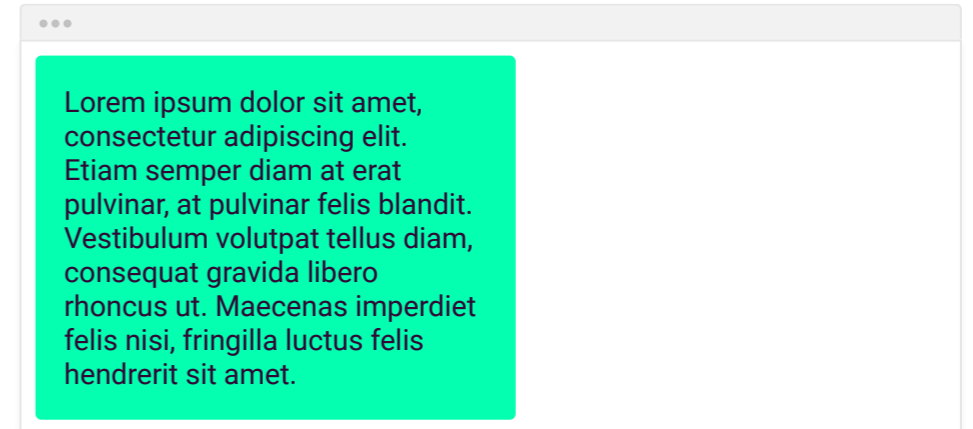 Lorem ipsum dolor sit amet,
consectetur adipiscing elit.
Etiam semper diam at erat
pulvinar, at pulvinar felis blandit.
Vestibulum volutpat tellus diam,
consequat gravida libero
rhoncus ut. Maecenas imperdiet
felis nisi, fringilla luctus felis
hendrerit sit amet.